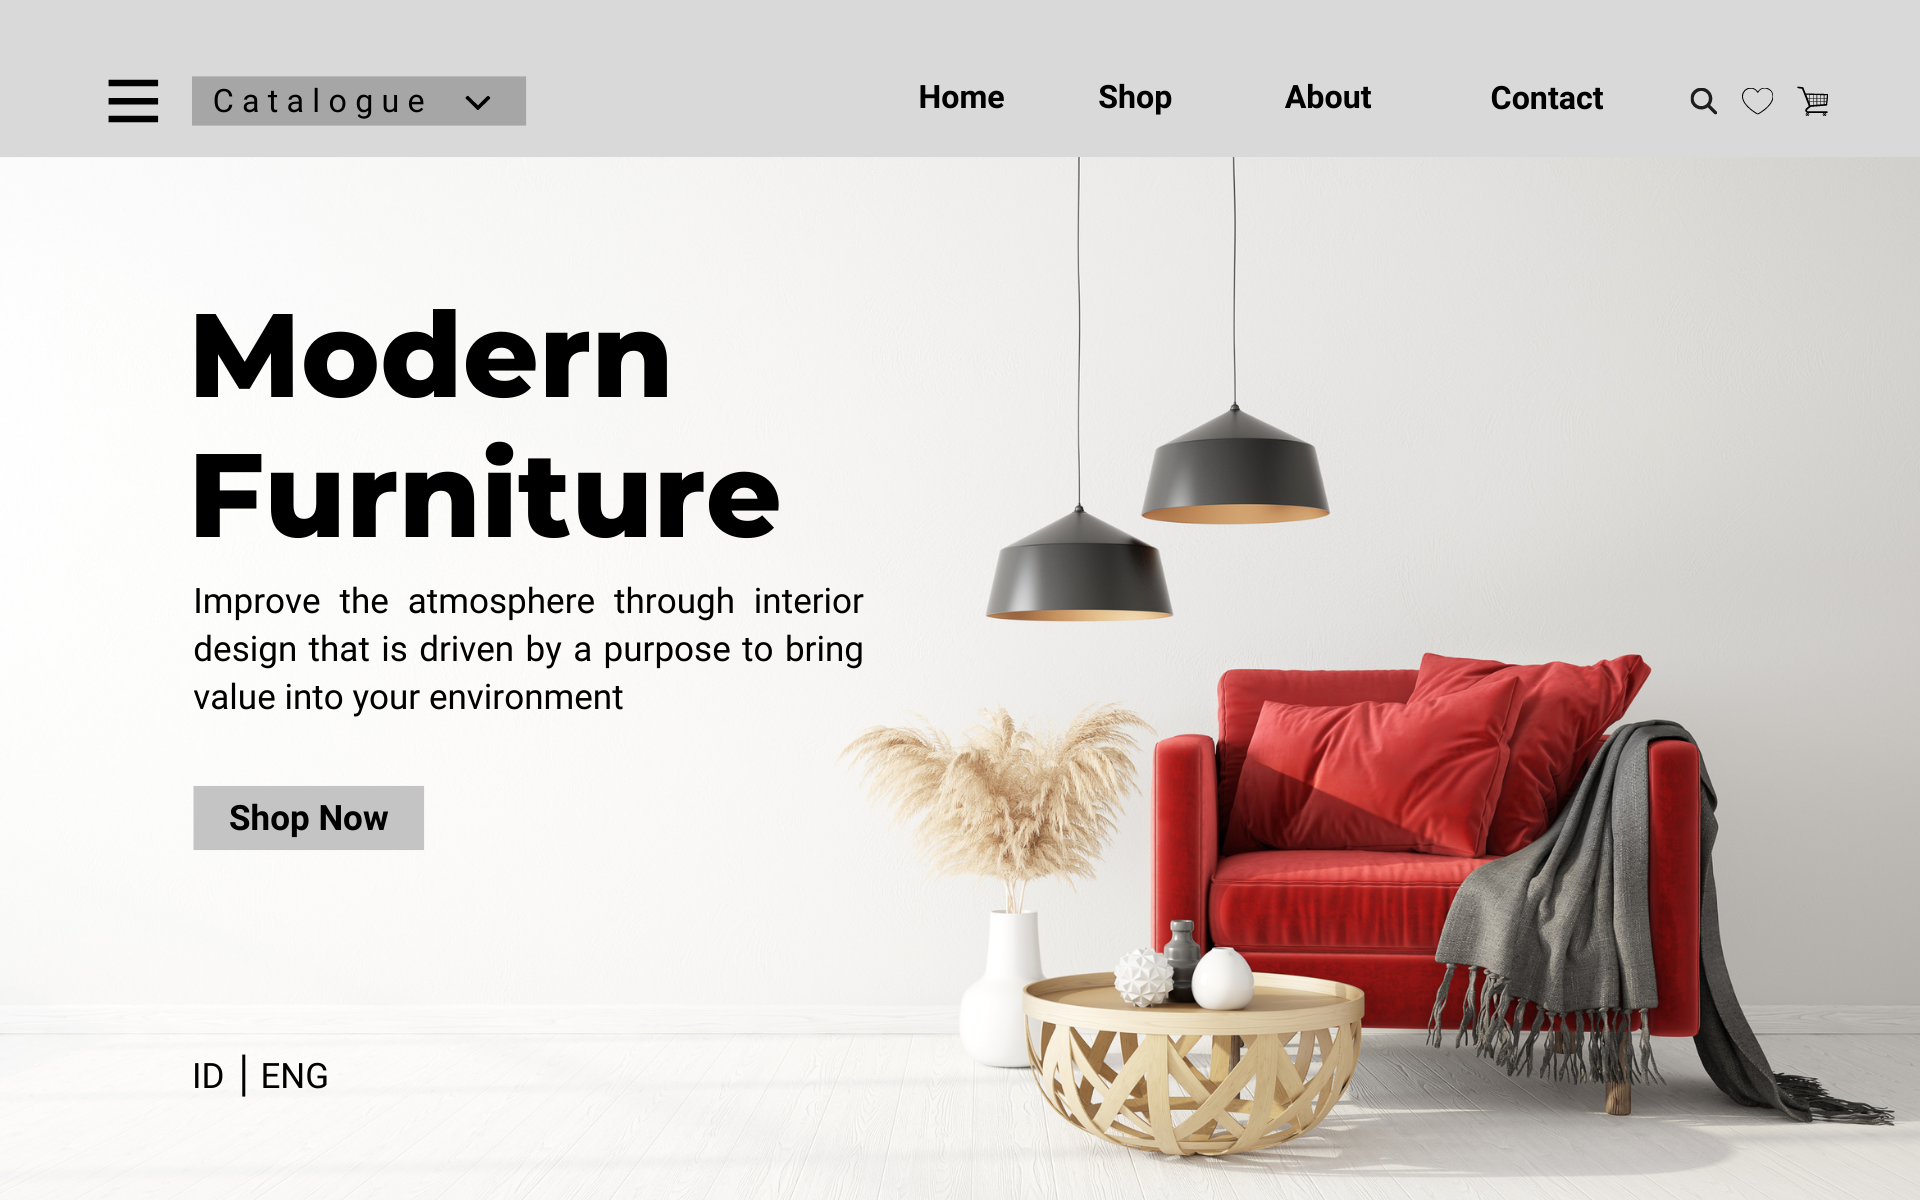 Catalogue
Home
Shop
About
Contact
Modern
Furniture
Improve the atmosphere through interior
design that is driven by a purpose to bring
value into your environment
Shop Now
ID | ENG